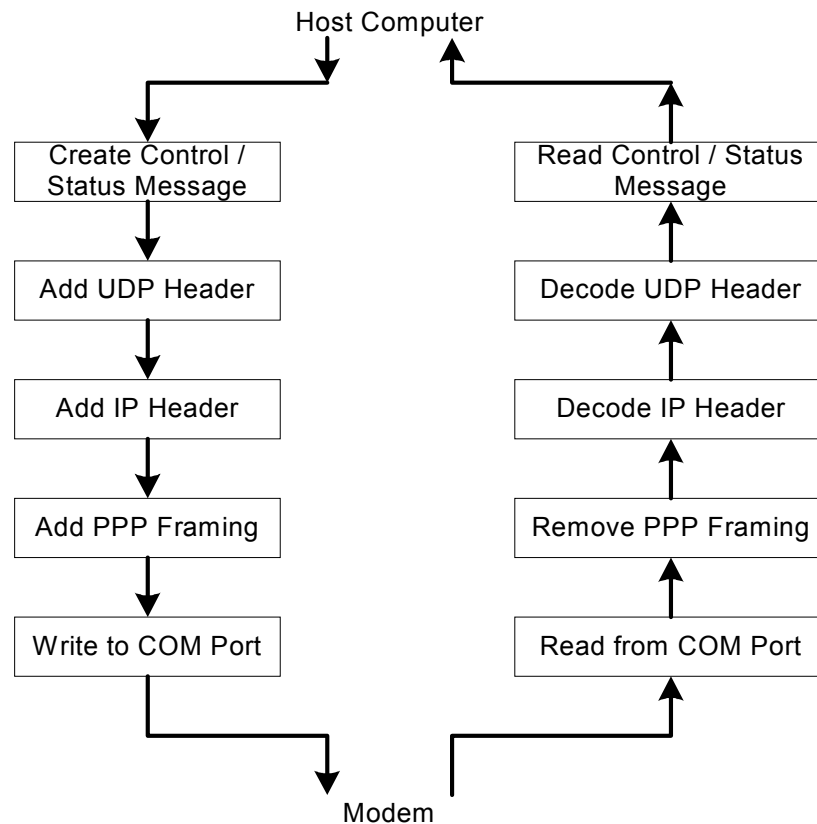 Host Computer
Create Control /
Status Message
Add UDP Header
Add IP Header
Add PPP Framing
Write to COM Port
Read Control / Status
Message
Decode UDP Header
Decode IP Header
Remove PPP Framing
Read from COM Port
Modem